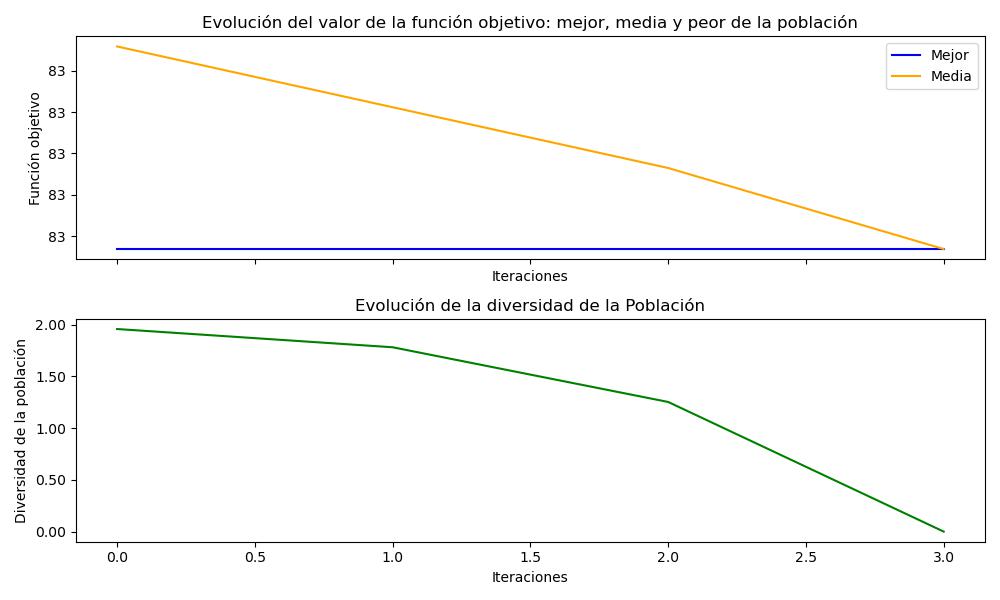 Evolución del valor de la función objetivo: mejor, media y peor de la población
Mejor
Media
83
83
83
83
83
Función objetivo
Iteraciones
Evolución de la diversidad de la Población
2.00
1.50
1.00
0.50
0.00
Diversidad de la población
0.0 0.5 1.0 1.5 2.0 2.5 3.0
Iteraciones